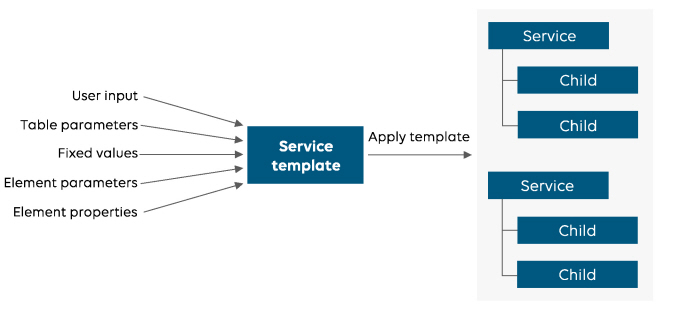 User input
Table parameters
Fixed values
Element parameters
Element properties
Service
template
Apply template
Service
Child
Child
Service
Child
Child